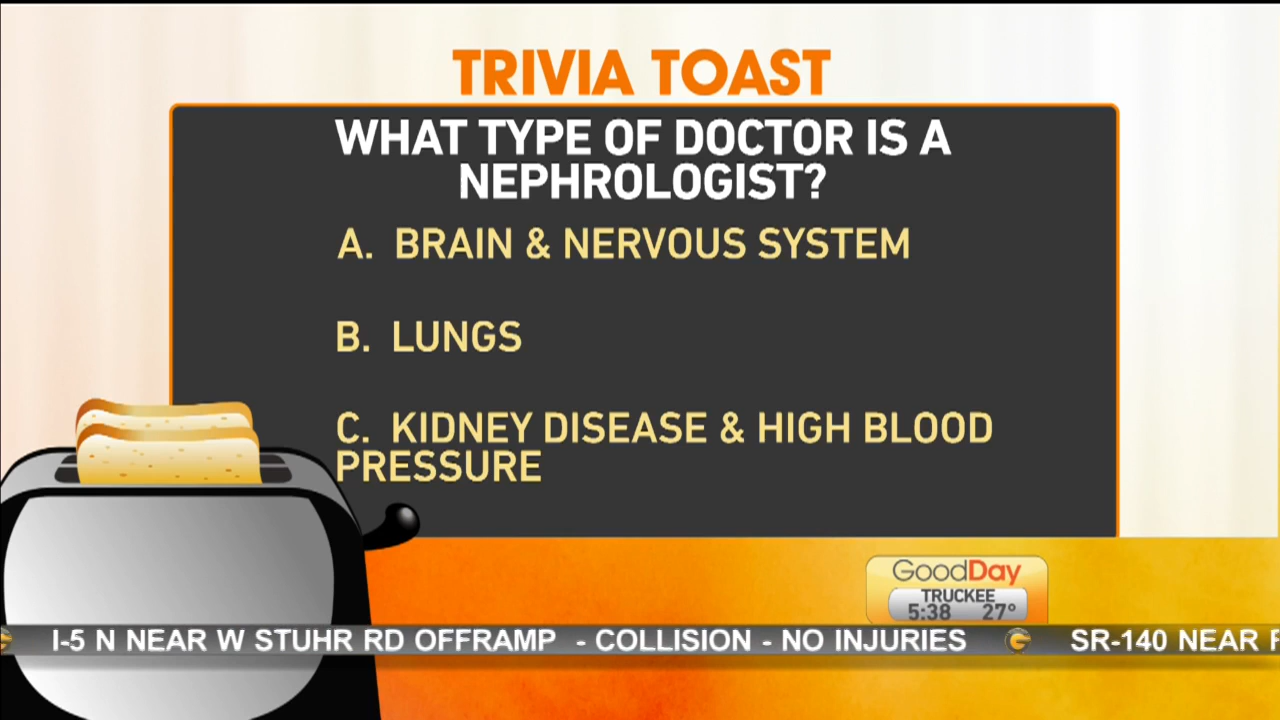 TRIVIA TOAST
WHAT TYPE OF DOCTOR IS A
NEPHROLOGIST?
A. BRAIN & NERVOUS SYSTEM
B. LUNGS
C. KIDNEY DISEASE & HIGH BLOOD
PRESSURE
GoodDay
TRUCKEE
5:38 27°
I-5 N NEAR W STUHR RD OFFRAMP - COLLISION - NO INJURIES SR-140 NEAR